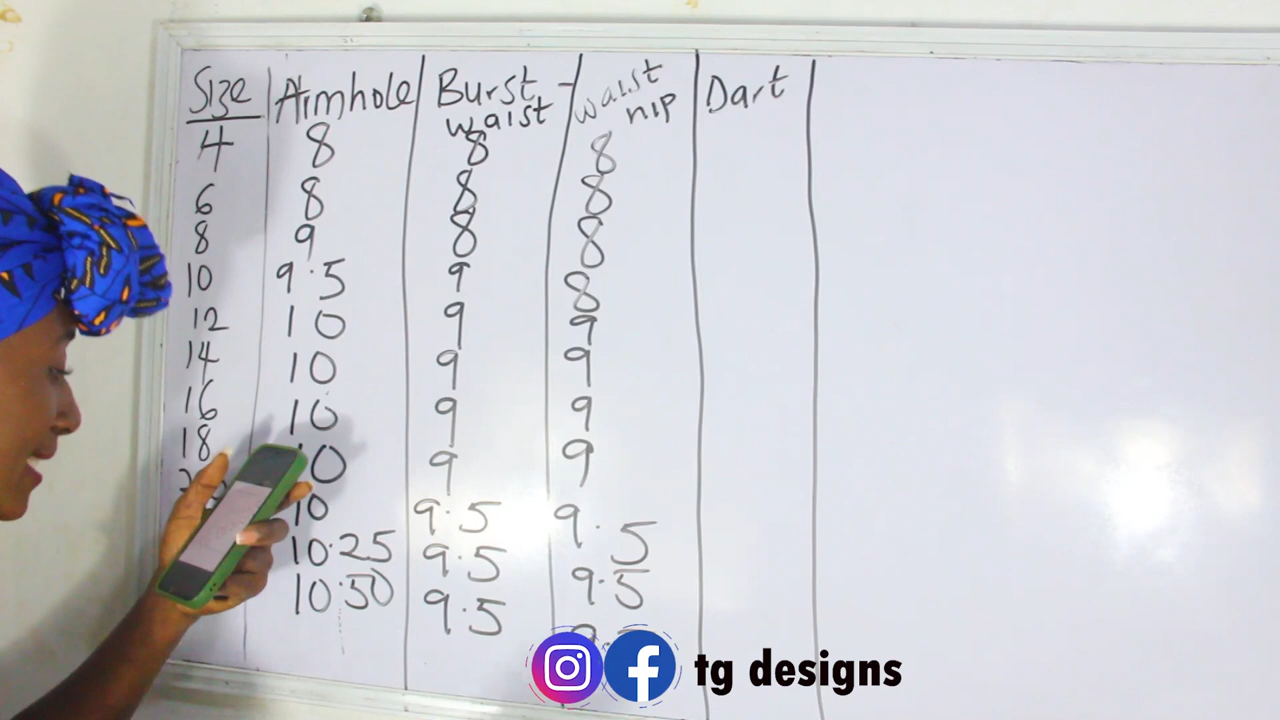 Size Armhole Burst - waist waist hip Dart
4 8 8 8
6 8 8 8
8 9 8 8
10 9.5 9 8
12 10 9 9
14 10 9 9
16 10 9 9
18 10 9 9
10 9.5 9.5
10.25 9.5 9.5
10.50 9.5
tg designs